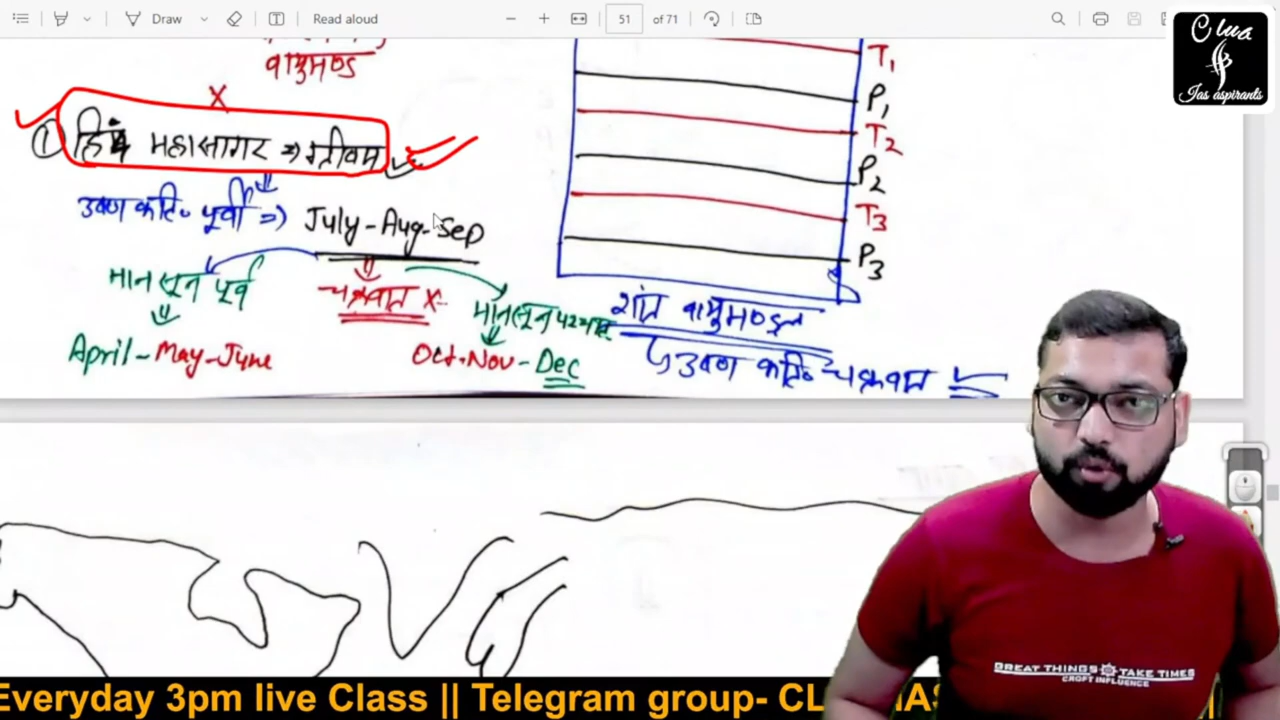 Draw
Read aloud
51 of 71
Clua
Ias aspirants
वायुमण्ड
T1
P1
T2
P2
T3
P3
X
① हिन्द महासागर ⇒ स्ट्रीयम
उष्ण कटि॰ पूर्वी ⇒) July-Aug-Sep
मानसून पूर्व
चक्रवात X
मानसून पश्चात
April-May-June
Oct-Nov-Dec
शांत वायुमण्डल
उष्ण कटि॰ चक्रवात
GREAT THINGS TAKE TIMES
CROFT INFLUENCE
Everyday 3pm live Class || Telegram group- CL